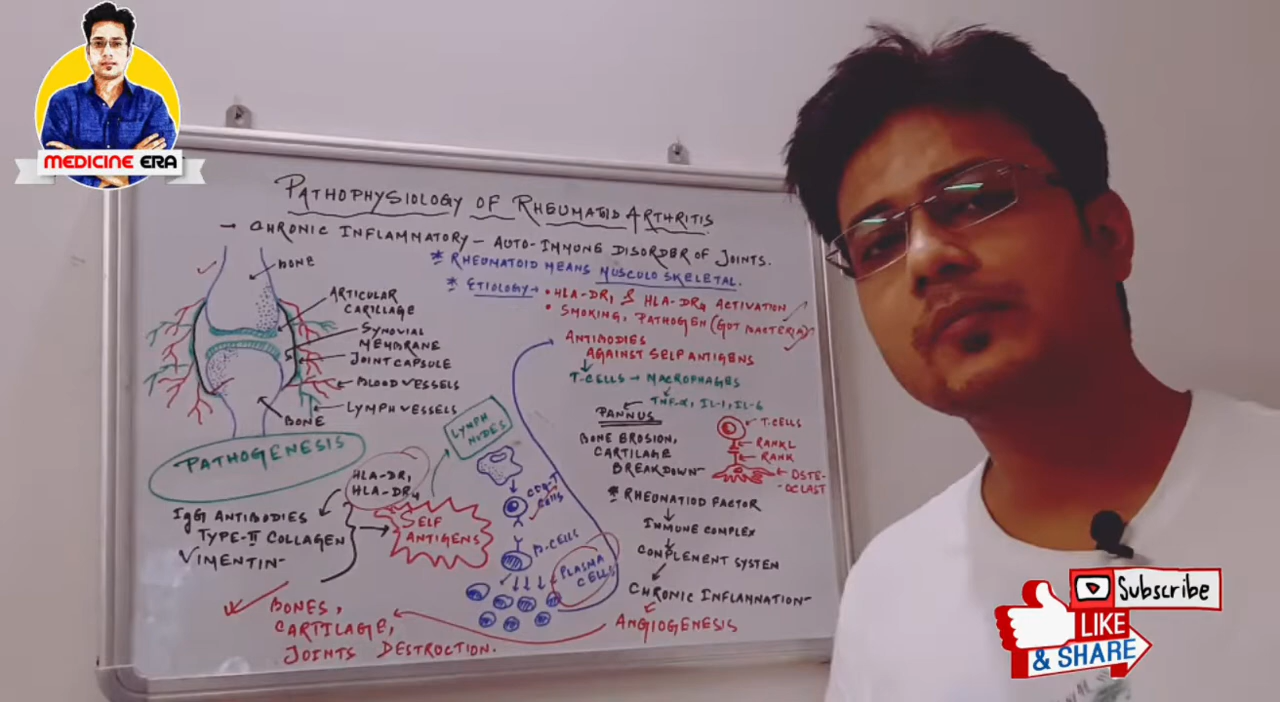 MEDICINE ERA
PATHOPHYSIOLOGY OF RHEUMATOID ARTHRITIS
→ CHRONIC INFLAMMATORY - AUTO-IMMUNE DISORDER OF JOINTS.
* RHEUMATOID MEANS MUSCULO SKELETAL.
* ETIOLOGY → • HLA-DR1 & HLA-DR4 ACTIVATION
• SMOKING, PATHOGEN (GUT BACTERIA)
BONE
ARTICULAR
CARILLAGE
SYNOVIAL
MEMBRANE
JOINT CAPSULE
BLOOD VESSELS
LYMPH VESSELS
BONE
PATHOGENESIS
HLA-DR1
HLA-DR4
IgG ANTIBODIES
TYPE-II COLLAGEN
VIMENTIN-
SELF
ANTIGENS
LYMPH
NODES
CD4-T
CELLS
B-CELLS
PLASMA
CELLS
ANTIBODIES
AGAINST SELF ANTIGENS
T-CELLS → MACROPHAGES
TNF-α, IL-1, IL-6
PANNUS
BONE EROSION,
CARTILAGE
BREAKDOWN-
T-CELLS
RANKL
RANK
OSTE-
-OCLAST
* RHEUMATIOD FACTOR
IMMUNE COMPLEX
COMPLEMENT SYSTEM
CHRONIC INFLAMMATION-
ANGIOGENESIS
BONES,
CARTILAGE,
JOINTS DESTRUCTION.
Subscribe
LIKE
& SHARE